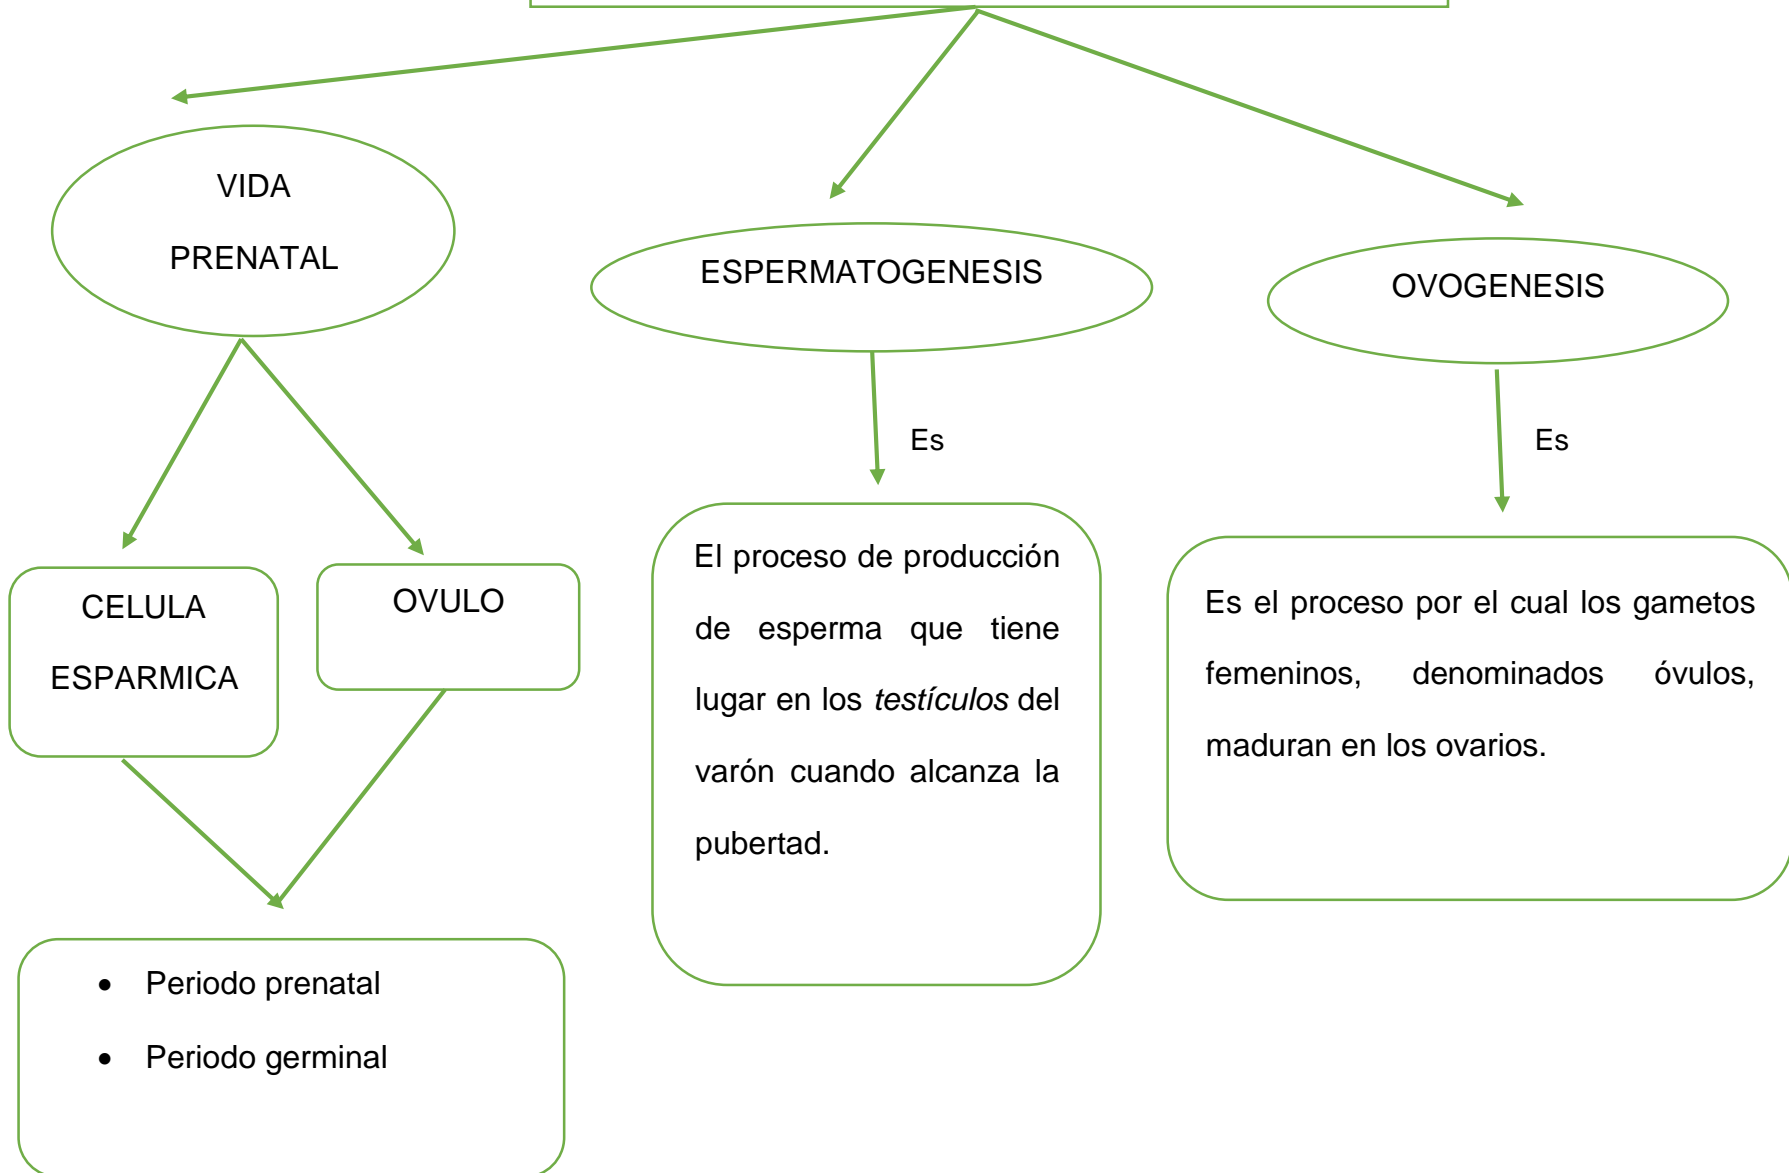 VIDA
PRENATAL
ESPERMATOGENESIS
OVOGENESIS
Es
Es
CELULA
ESPARMICA
OVULO
El proceso de producción
de esperma que tiene
lugar en los testículos del
varón cuando alcanza la
pubertad.
Es el proceso por el cual los gametos
femeninos, denominados óvulos,
maduran en los ovarios.
• Periodo prenatal
• Periodo germinal